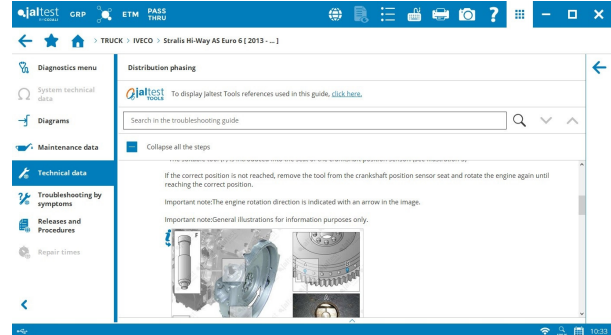 jaltest
GRP
ETM
PASS THRU
> TRUCK > IVECO > Stralis Hi-Way AS Euro 6 [ 2013 - ... ]
Diagnostics menu
System technical data
Diagrams
Maintenance data
Technical data
Troubleshooting by symptoms
Releases and Procedures
Repair times
Distribution phasing
jaltest TOOLS
To display Jaltest Tools references used in this guide, click here.
Search in the troubleshooting guide
Collapse all the steps
If the correct position is not reached, remove the tool from the crankshaft position sensor seat and rotate the engine again until
reaching the correct position.
Important note:The engine rotation direction is indicated with an arrow in the image.
Important note:General illustrations for information purposes only.
F
10:33